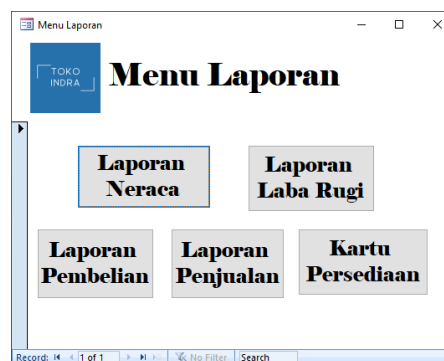 Menu Laporan
TOKO
INDRA
Menu Laporan
Laporan
Neraca
Laporan
Laba Rugi
Laporan
Pembelian
Laporan
Penjualan
Kartu
Persediaan
Record: 1 of 1 No Filter Search